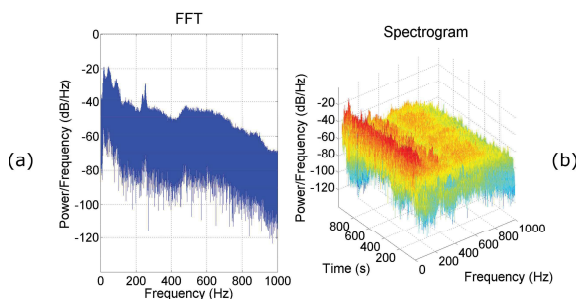 FFT
(a)
Power/Frequency (dB/Hz)
0
-20
-40
-60
-80
-100
-120
0 200 400 600 800 1000
Frequency (Hz)
Spectrogram
(b)
Power/Frequency (dB/Hz)
-20
-40
-60
-80
-100
-120
800
600
400
200
Time (s)
0
200
400
600
800
1000
Frequency (Hz)